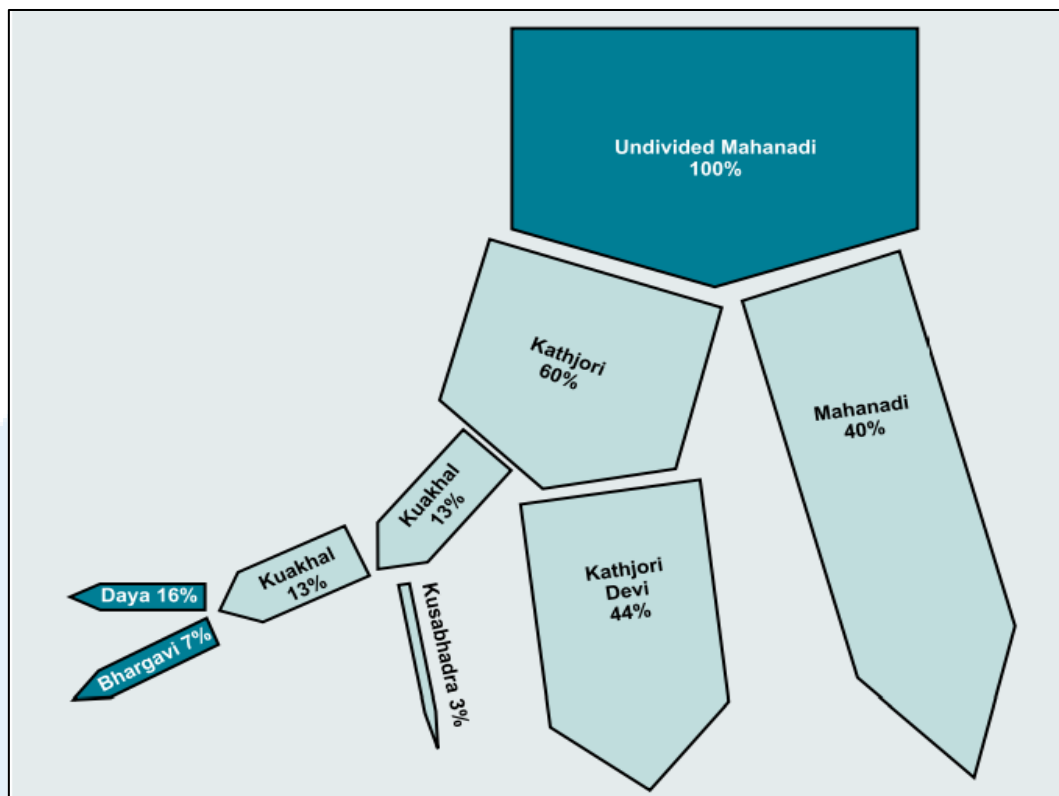 Undivided Mahanadi
100%
Kathjori
60%
Mahanadi
40%
Kuakhal
13%
Kuakhal
13%
Kathjori
Devi
44%
Kusabhadra 3%
Daya 16%
Bhargavi 7%